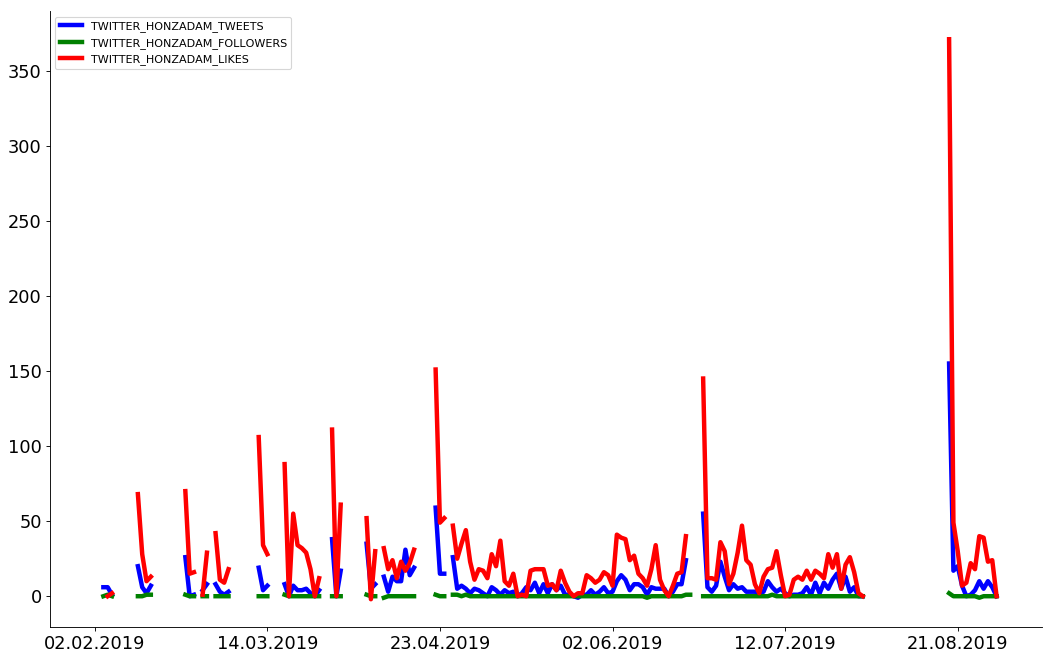 TWITTER_HONZADAM_TWEETS
TWITTER_HONZADAM_FOLLOWERS
TWITTER_HONZADAM_LIKES
350
300
250
200
150
100
50
0
02.02.2019 14.03.2019 23.04.2019 02.06.2019 12.07.2019 21.08.2019